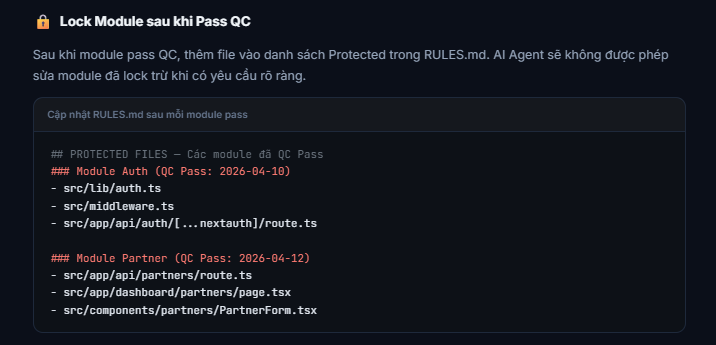 🔒 Lock Module sau khi Pass QC
Sau khi module pass QC, thêm file vào danh sách Protected trong RULES.md. AI Agent sẽ không được phép
sửa module đã lock trừ khi có yêu cầu rõ ràng.
Cập nhật RULES.md sau mỗi module pass
## PROTECTED FILES — Các module đã QC Pass
### Module Auth (QC Pass: 2026-04-10)
- src/lib/auth.ts
- src/middleware.ts
- src/app/api/auth/[...nextauth]/route.ts
### Module Partner (QC Pass: 2026-04-12)
- src/app/api/partners/route.ts
- src/app/dashboard/partners/page.tsx
- src/components/partners/PartnerForm.tsx